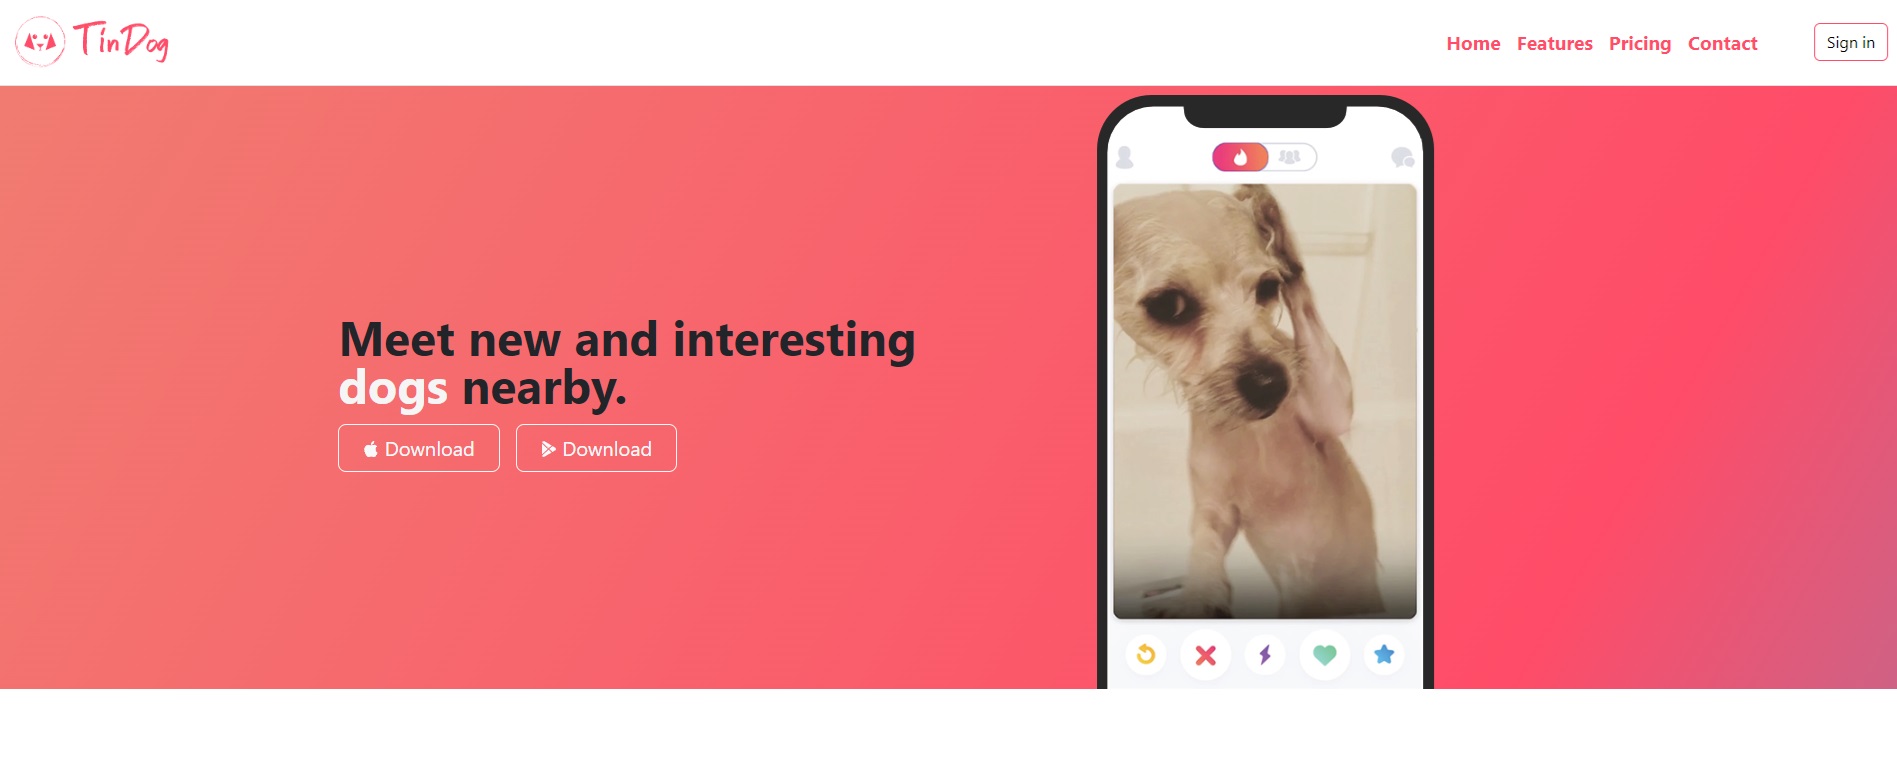 TinDog
Home Features Pricing Contact Sign in
Meet new and interesting
dogs nearby.
Download Download